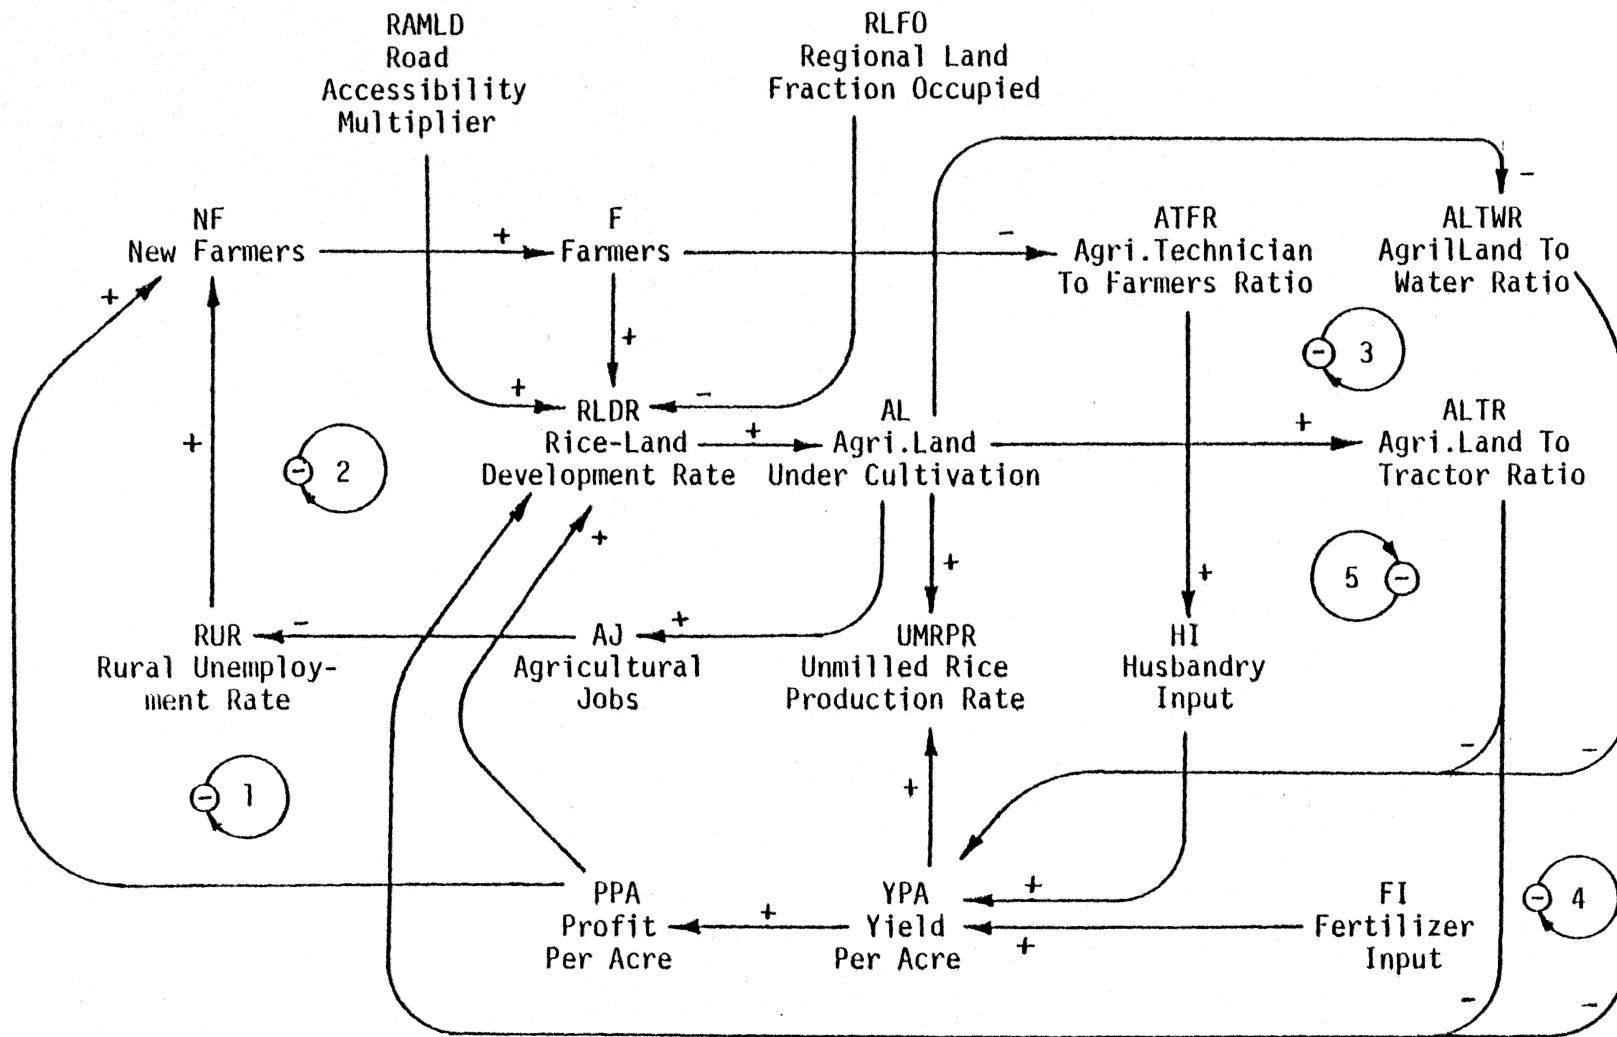 RAMLD
Road
Accessibility
Multiplier
RLFO
Regional Land
Fraction Occupied
NF
New Farmers
F
Farmers
ATFR
Agri.Technician
To Farmers Ratio
ALTWR
AgrilLand To
Water Ratio
+
+
-
-
+
+
-
3
+
-
RLDR
Rice-Land
Development Rate
+
AL
Agri.Land
Under Cultivation
+
ALTR
Agri.Land To
Tractor Ratio
+
-
2
+
5
-
+
+
RUR
Rural Unemploy-
ment Rate
-
AJ
Agricultural
Jobs
+
UMRPR
Unmilled Rice
Production Rate
HI
Husbandry
Input
-
1
+
-
-
PPA
Profit
Per Acre
+
YPA
Yield
Per Acre
+
+
FI
Fertilizer
Input
-
4
-
-